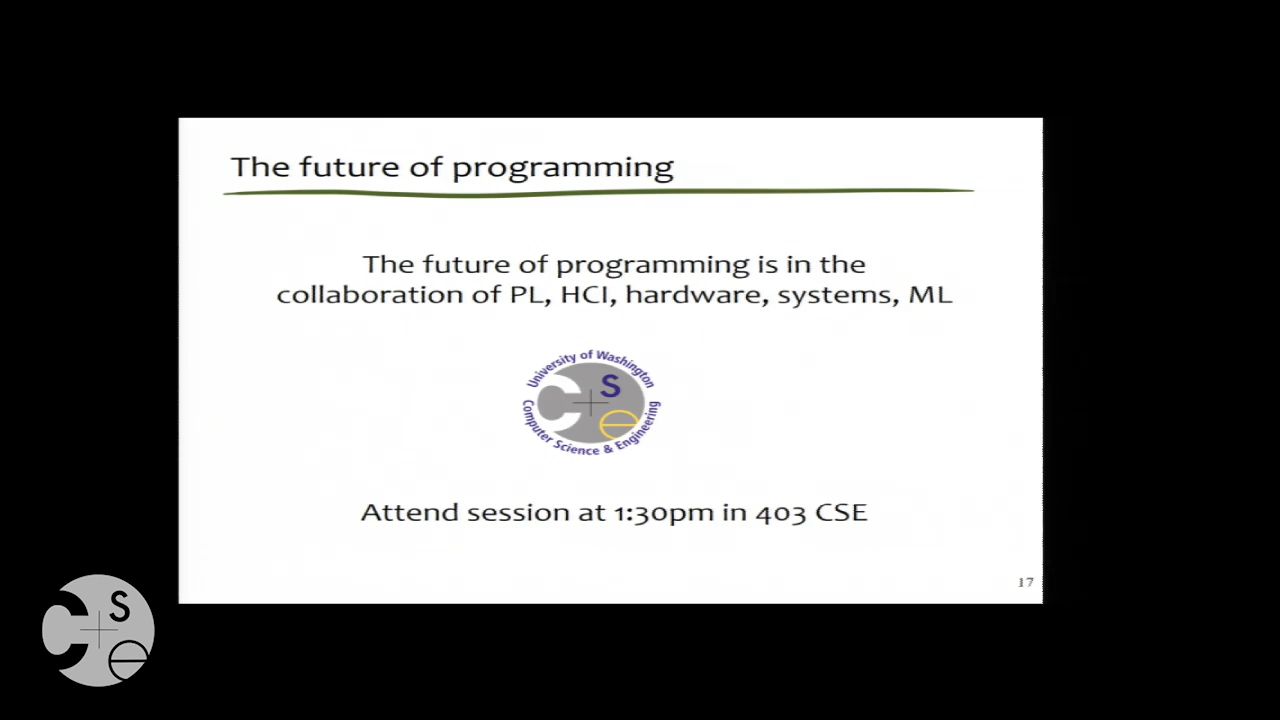 The future of programming
The future of programming is in the
collaboration of PL, HCI, hardware, systems, ML
University of Washington
C S e
Computer Science & Engineering
Attend session at 1:30pm in 403 CSE
17
C S e